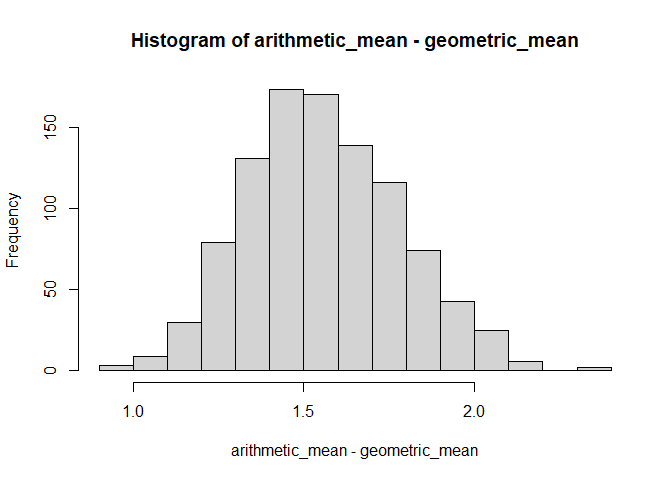 Histogram of arithmetic_mean - geometric_mean
Frequency
150
100
50
0
1.0 1.5 2.0
arithmetic_mean - geometric_mean